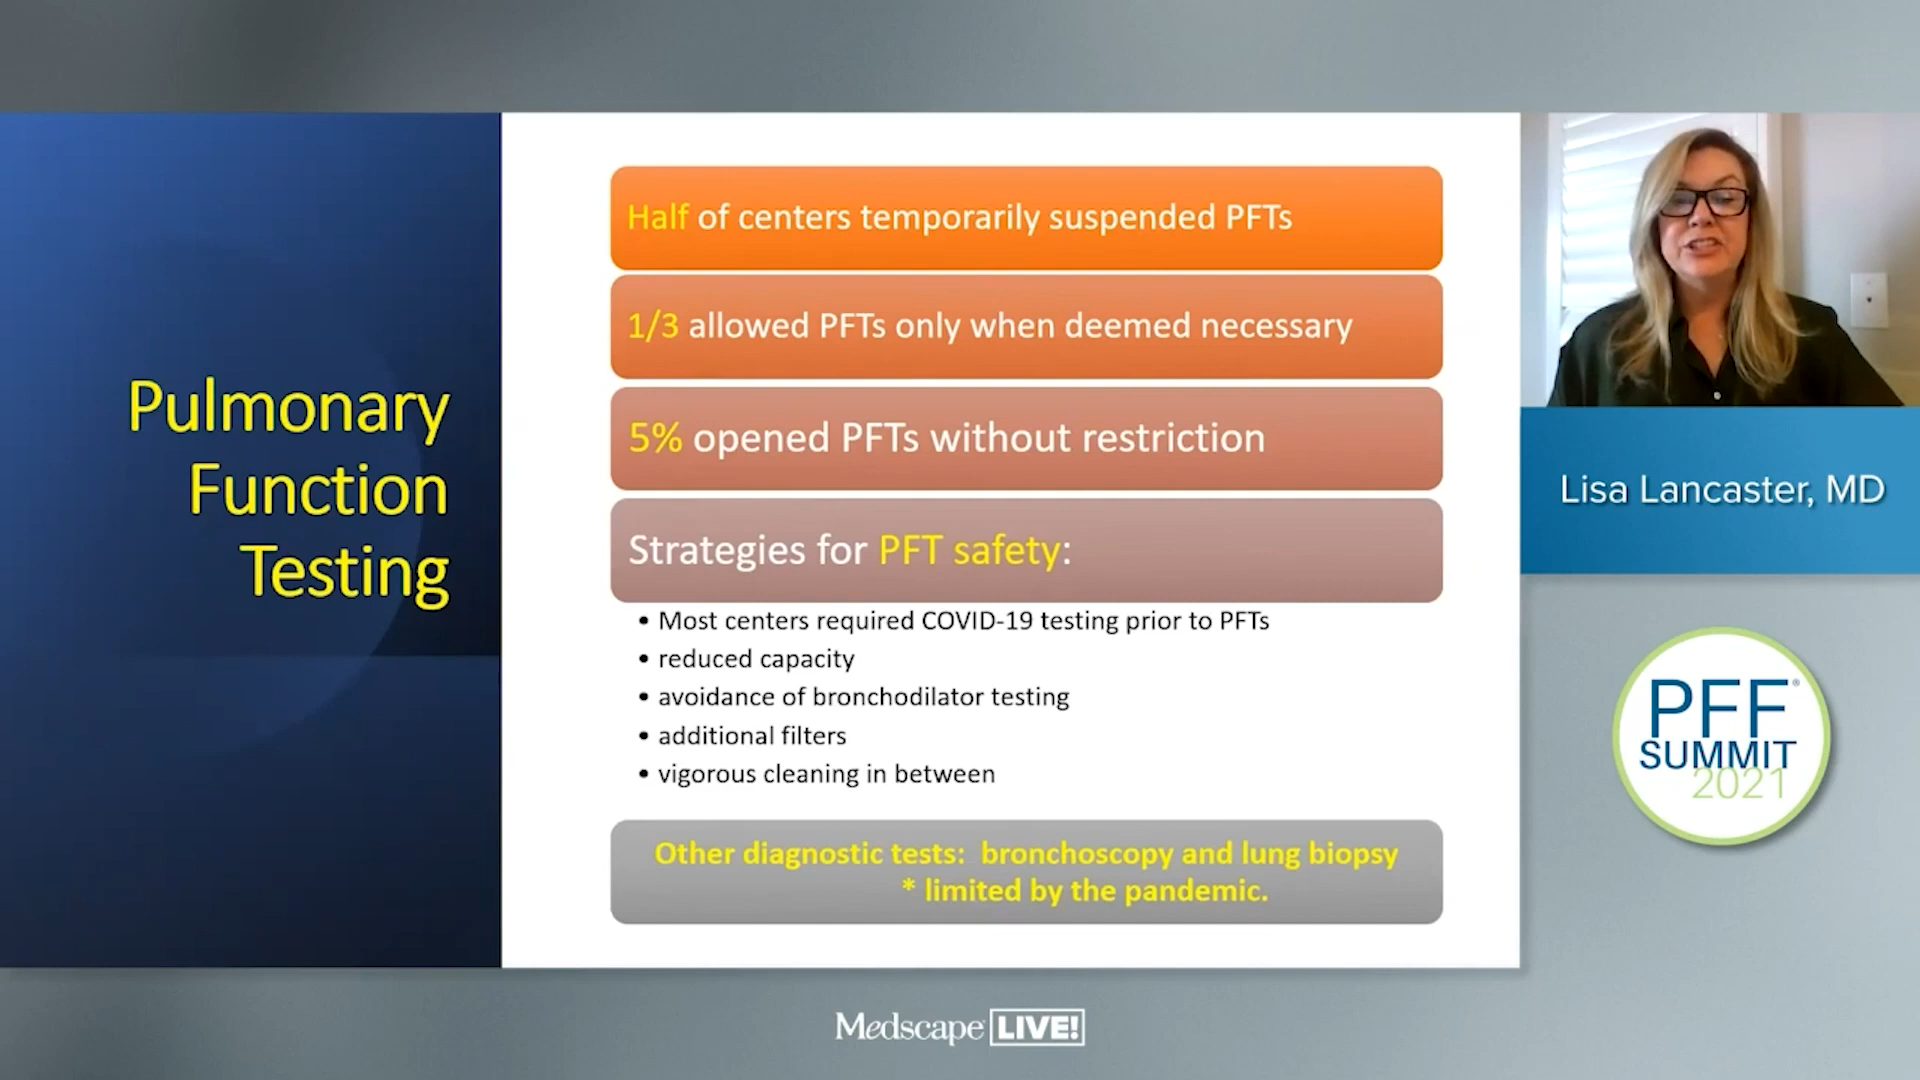 Pulmonary
Function
Testing
Half of centers temporarily suspended PFTs
1/3 allowed PFTs only when deemed necessary
5% opened PFTs without restriction
Strategies for PFT safety:
• Most centers required COVID-19 testing prior to PFTs
• reduced capacity
• avoidance of bronchodilator testing
• additional filters
• vigorous cleaning in between
Other diagnostic tests:  bronchoscopy and lung biopsy
* limited by the pandemic.
Lisa Lancaster, MD
PFF®
SUMMIT
2021
Medscape LIVE!